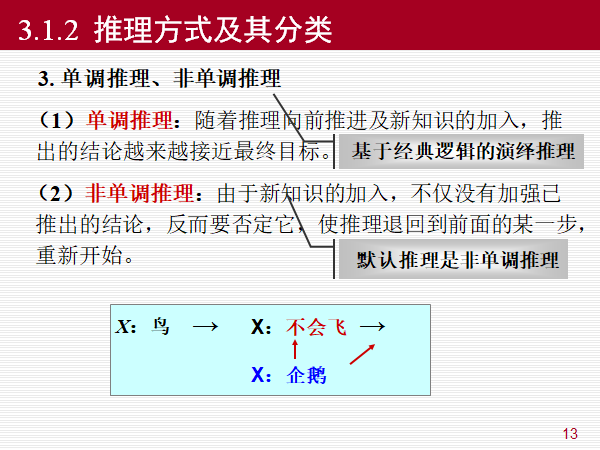 3.1.2 推理方式及其分类
3. 单调推理、非单调推理
（1）单调推理：随着推理向前推进及新知识的加入，推
出的结论越来越接近最终目标。
基于经典逻辑的演绎推理
（2）非单调推理：由于新知识的加入，不仅没有加强已
推出的结论，反而要否定它，使推理退回到前面的某一步，
重新开始。
默认推理是非单调推理
X：鸟 → X：不会飞 →
X：企鹅
13